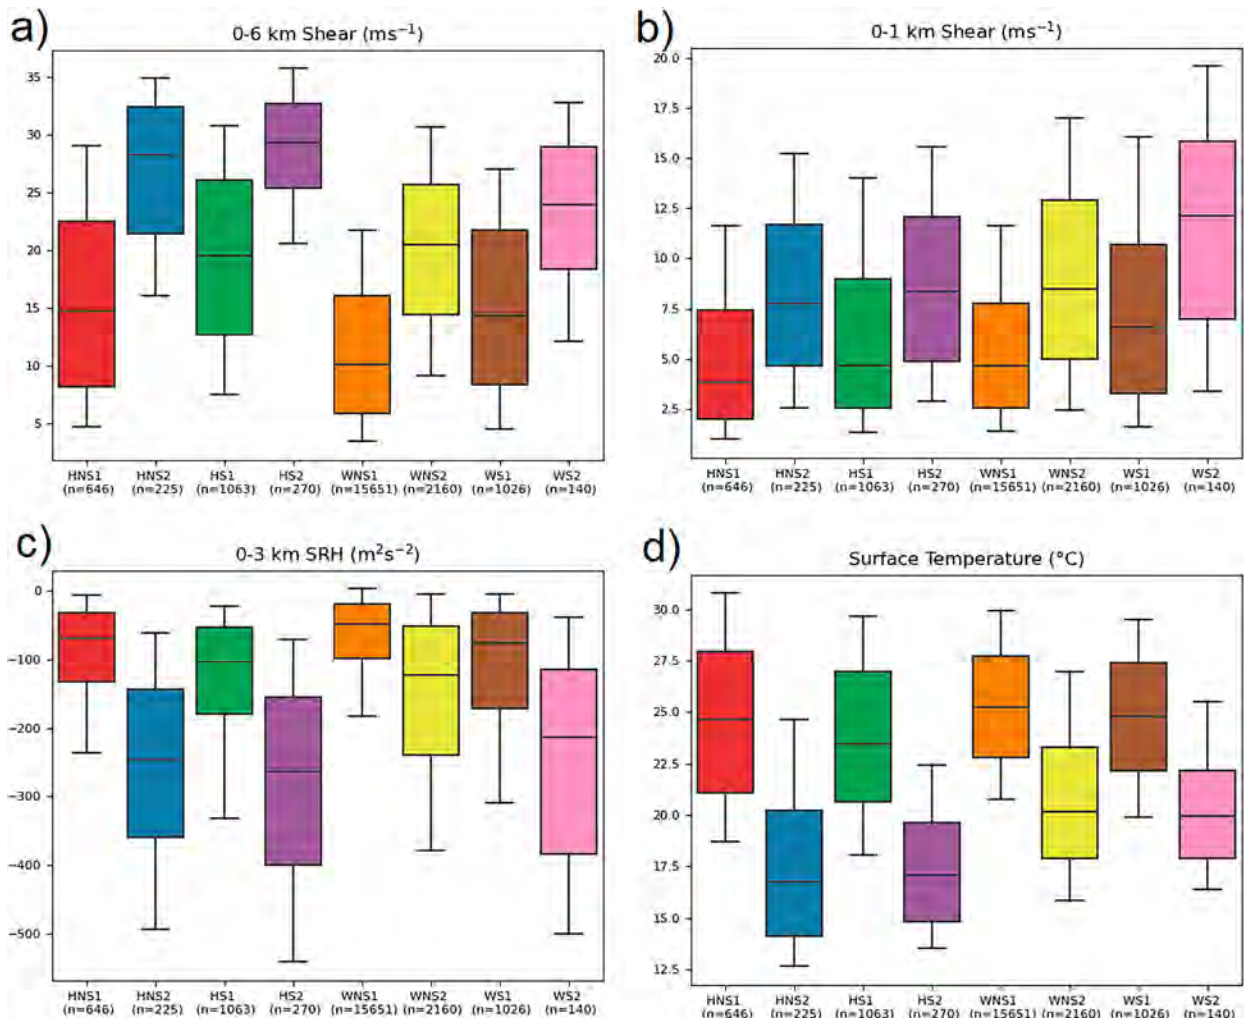 a)
0-6 km Shear (ms⁻¹)
35
30
25
20
15
10
5
HNS1 HNS2 HS1 HS2 WNS1 WNS2 WS1 WS2
(n=646) (n=225) (n=1063) (n=270) (n=15651) (n=2160) (n=1026) (n=140)
b)
0-1 km Shear (ms⁻¹)
20.0
17.5
15.0
12.5
10.0
7.5
5.0
2.5
HNS1 HNS2 HS1 HS2 WNS1 WNS2 WS1 WS2
(n=646) (n=225) (n=1063) (n=270) (n=15651) (n=2160) (n=1026) (n=140)
c)
0-3 km SRH (m²s⁻²)
0
−100
−200
−300
−400
−500
HNS1 HNS2 HS1 HS2 WNS1 WNS2 WS1 WS2
(n=646) (n=225) (n=1063) (n=270) (n=15651) (n=2160) (n=1026) (n=140)
d)
Surface Temperature (°C)
30.0
27.5
25.0
22.5
20.0
17.5
15.0
12.5
HNS1 HNS2 HS1 HS2 WNS1 WNS2 WS1 WS2
(n=646) (n=225) (n=1063) (n=270) (n=15651) (n=2160) (n=1026) (n=140)